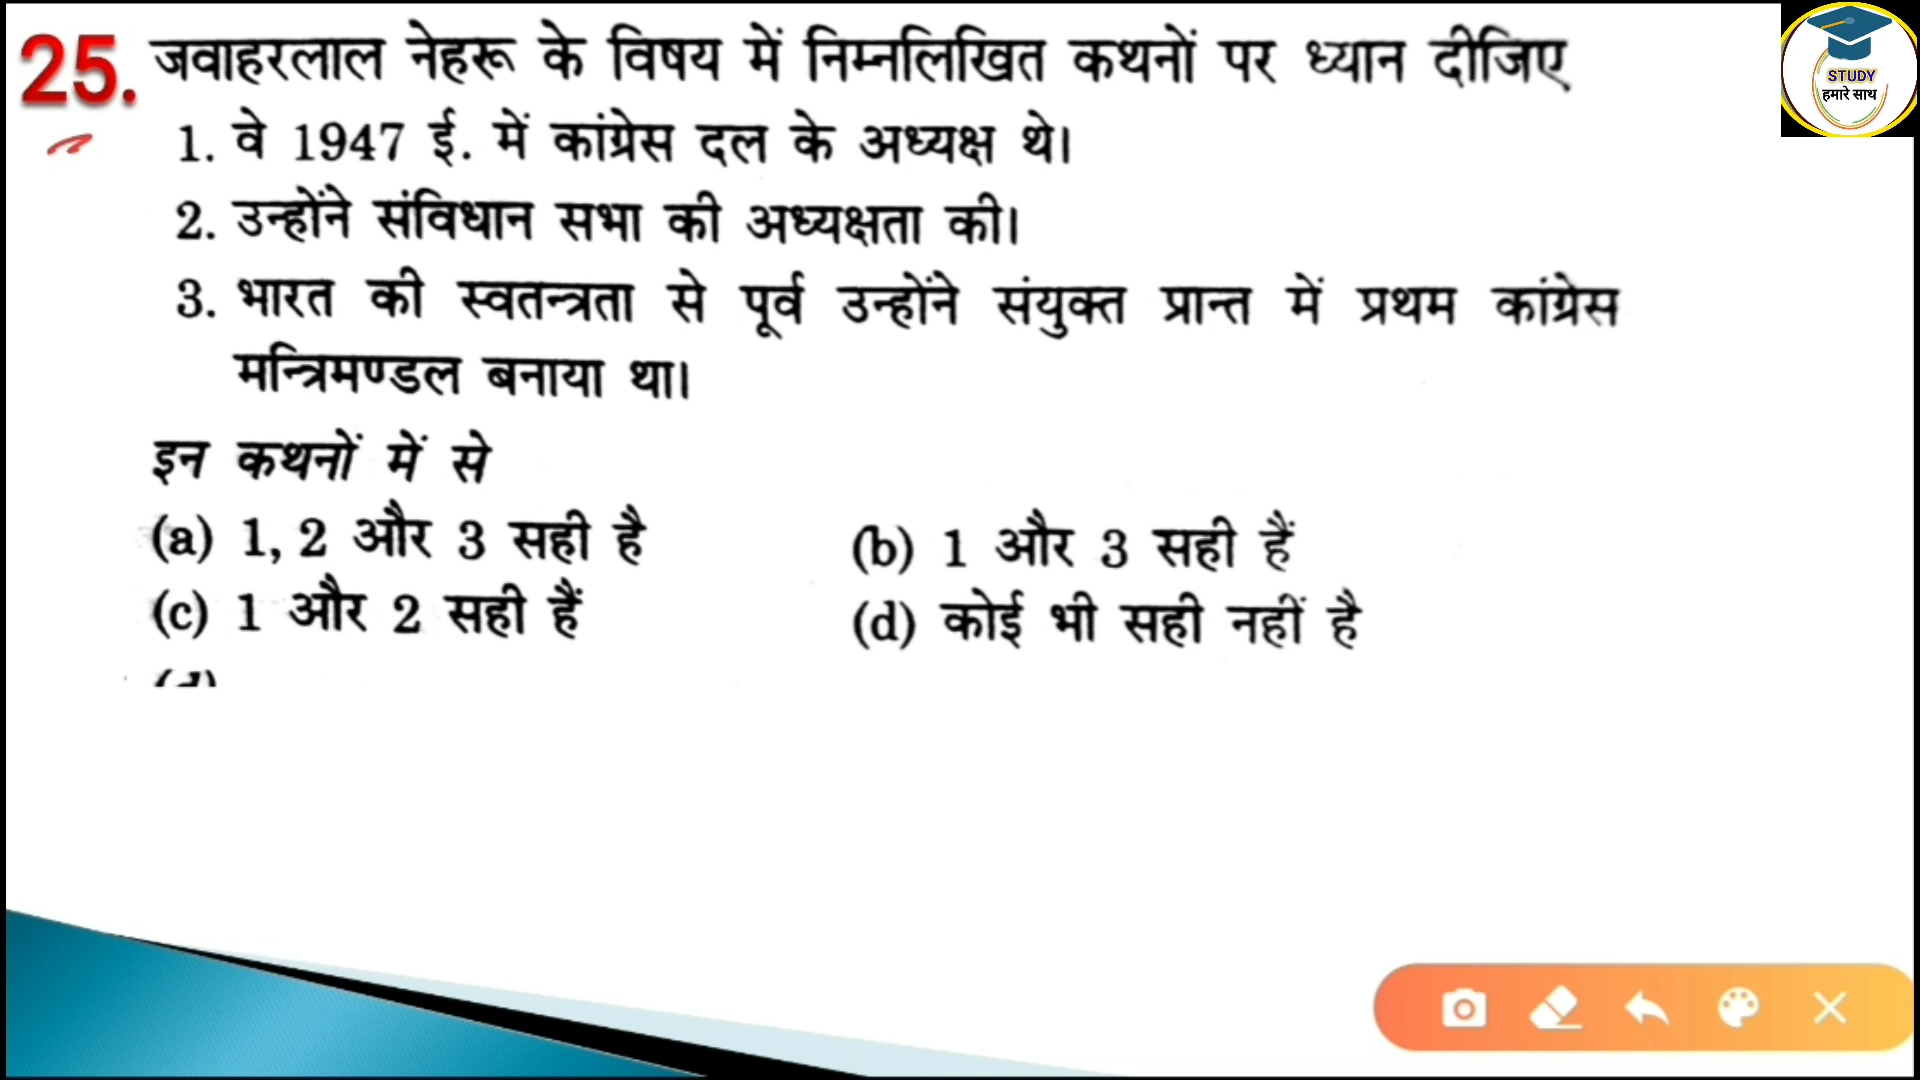 25. जवाहरलाल नेहरू के विषय में निम्नलिखित कथनों पर ध्यान दीजिए
STUDY
हमारे साथ
1. वे 1947 ई. में कांग्रेस दल के अध्यक्ष थे।
2. उन्होंने संविधान सभा की अध्यक्षता की।
3. भारत की स्वतन्त्रता से पूर्व उन्होंने संयुक्त प्रान्त में प्रथम कांग्रेस
मन्त्रिमण्डल बनाया था।
इन कथनों में से
(a) 1, 2 और 3 सही है (b) 1 और 3 सही हैं
(c) 1 और 2 सही हैं (d) कोई भी सही नहीं है